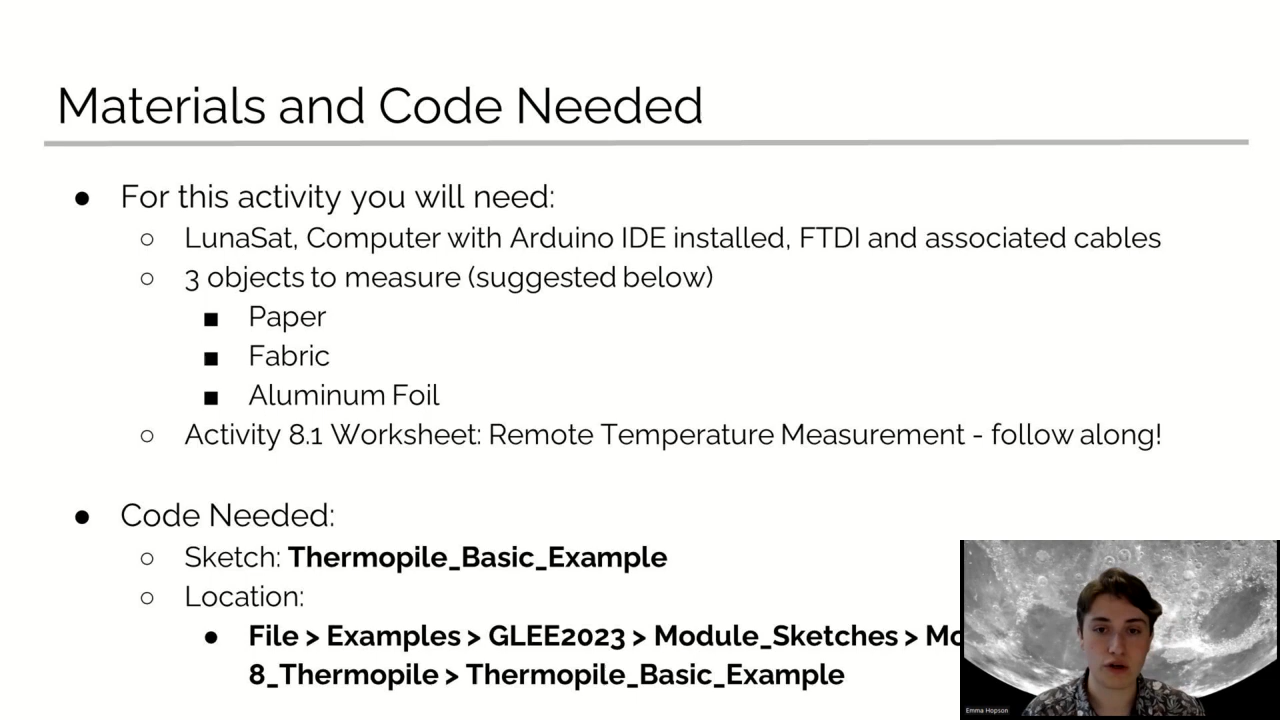 Materials and Code Needed
● For this activity you will need:
○ LunaSat, Computer with Arduino IDE installed, FTDI and associated cables
○ 3 objects to measure (suggested below)
■ Paper
■ Fabric
■ Aluminum Foil
○ Activity 8.1 Worksheet: Remote Temperature Measurement - follow along!
● Code Needed:
○ Sketch: Thermopile_Basic_Example
○ Location:
● File > Examples > GLEE2023 > Module_Sketches >
8_Thermopile > Thermopile_Basic_Example
Emma Hopson